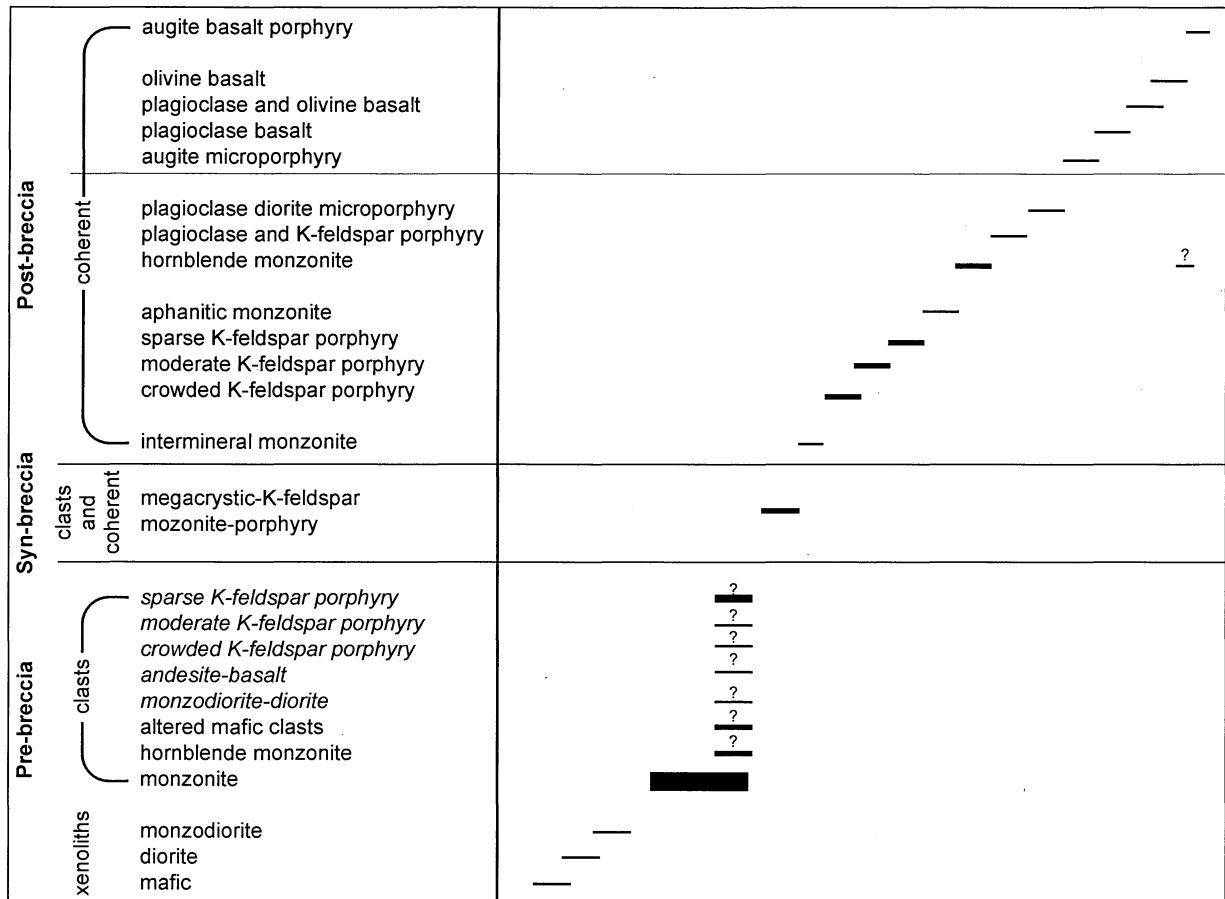 Post-breccia
coherent
augite basalt porphyry
olivine basalt
plagioclase and olivine basalt
plagioclase basalt
augite microporphyry
plagioclase diorite microporphyry
plagioclase and K-feldspar porphyry
hornblende monzonite
?
aphanitic monzonite
sparse K-feldspar porphyry
moderate K-feldspar porphyry
crowded K-feldspar porphyry
intermineral monzonite
Syn-breccia
clasts
and
coherent
megacrystic-K-feldspar
mozonite-porphyry
Pre-breccia
clasts
sparse K-feldspar porphyry
?
moderate K-feldspar porphyry
?
crowded K-feldspar porphyry
?
andesite-basalt
?
monzodiorite-diorite
?
altered mafic clasts
?
hornblende monzonite
?
monzonite
xenoliths
monzodiorite
diorite
mafic